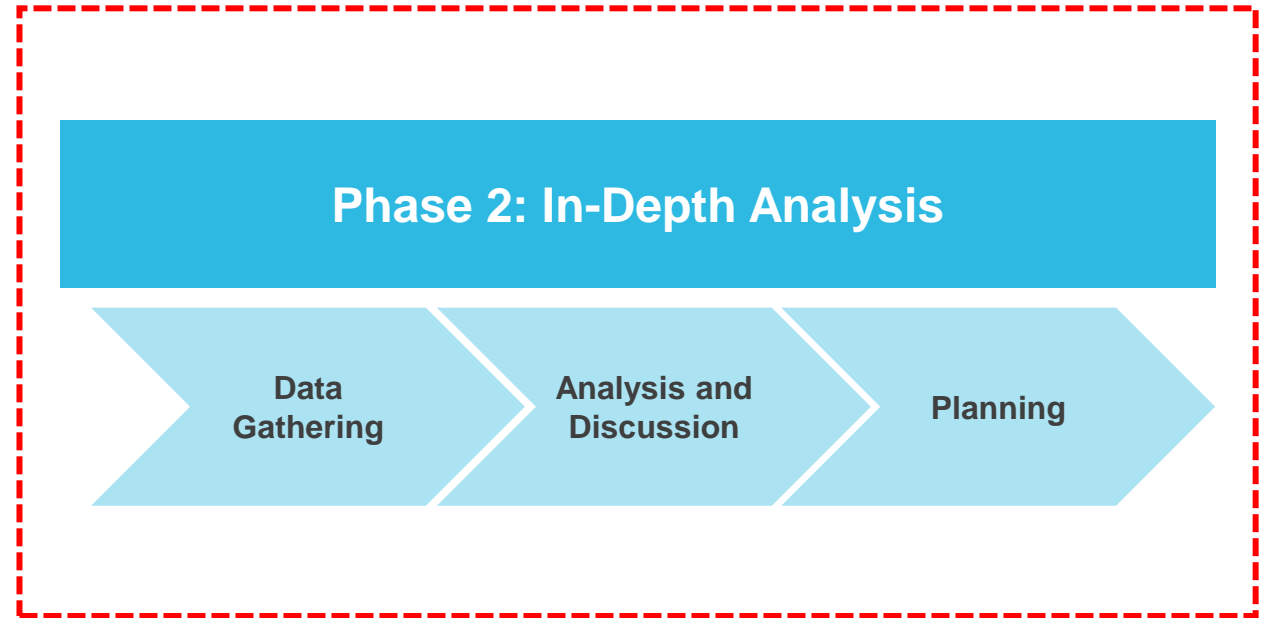 Phase 2: In-Depth Analysis
Data
Gathering
Analysis and
Discussion
Planning